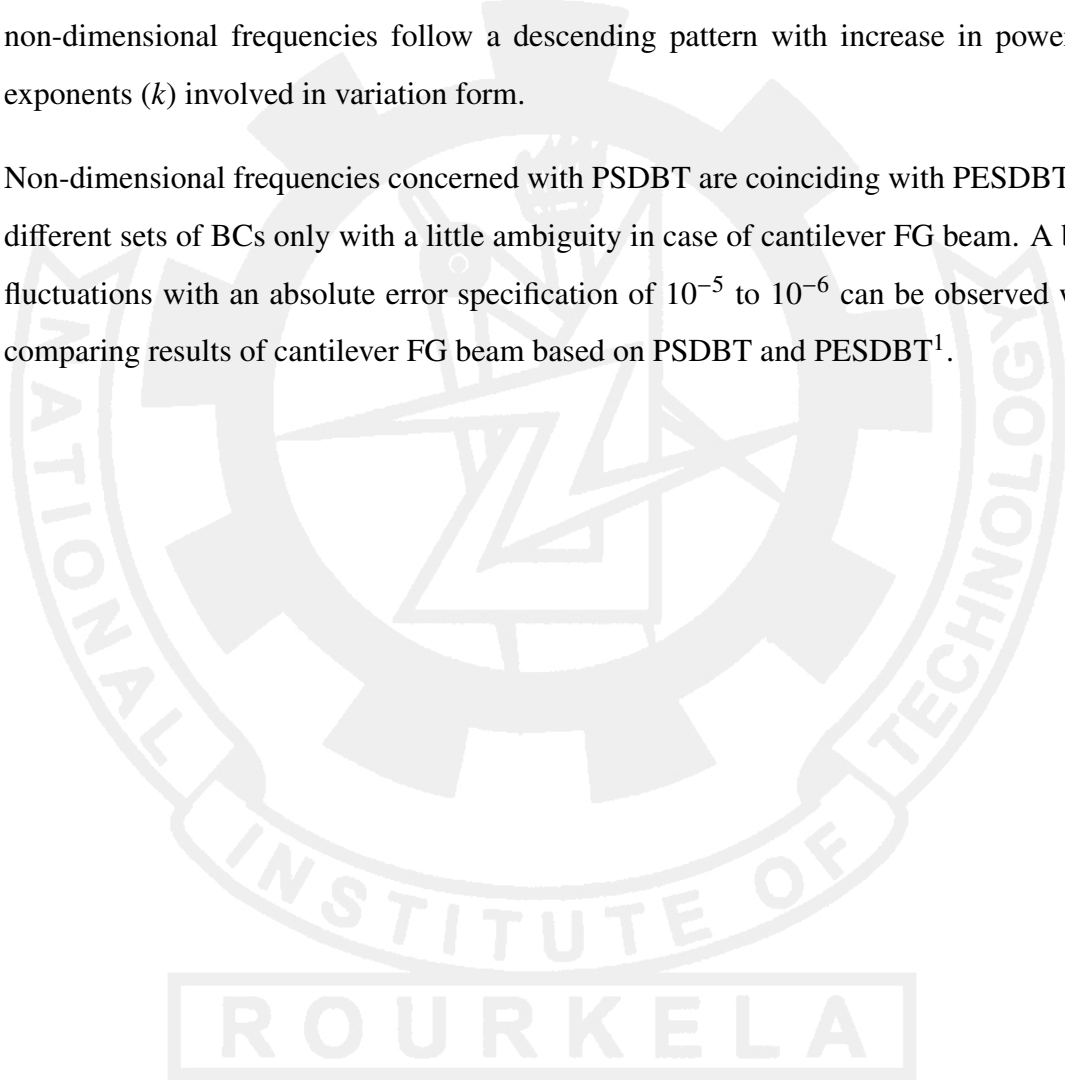 non-dimensional frequencies follow a descending pattern with increase in power
exponents (k) involved in variation form.
Non-dimensional frequencies concerned with PSDBT are coinciding with PESDBT
different sets of BCs only with a little ambiguity in case of cantilever FG beam. A
fluctuations with an absolute error specification of 10⁻⁵ to 10⁻⁶ can be observed
comparing results of cantilever FG beam based on PSDBT and PESDBT¹.
NATIONAL
INSTITUTE OF
TECHNOLOGY
ROURKELA